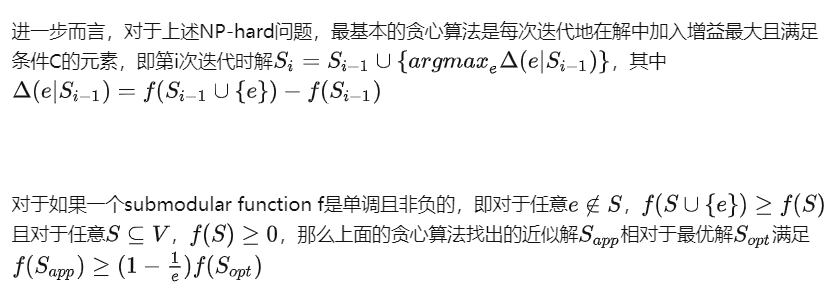 进一步而言，对于上述NP-hard问题，最基本的贪心算法是每次迭代地在解中加入增益最大且满足
条件C的元素，即第i次迭代时解$S_i = S_{i-1} \cup \{argmax_e \Delta(e|S_{i-1})\}$，其中
$\Delta(e|S_{i-1}) = f(S_{i-1} \cup \{e\}) - f(S_{i-1})$
对于如果一个submodular function f是单调且非负的，即对于任意$e \notin S$，$f(S \cup \{e\}) \geq f(S)$
且对于任意$S \subseteq V$，$f(S) \geq 0$，那么上面的贪心算法找出的近似解$S_{app}$相对于最优解$S_{opt}$满足
$f(S_{app}) \geq (1 - \frac{1}{e})f(S_{opt})$